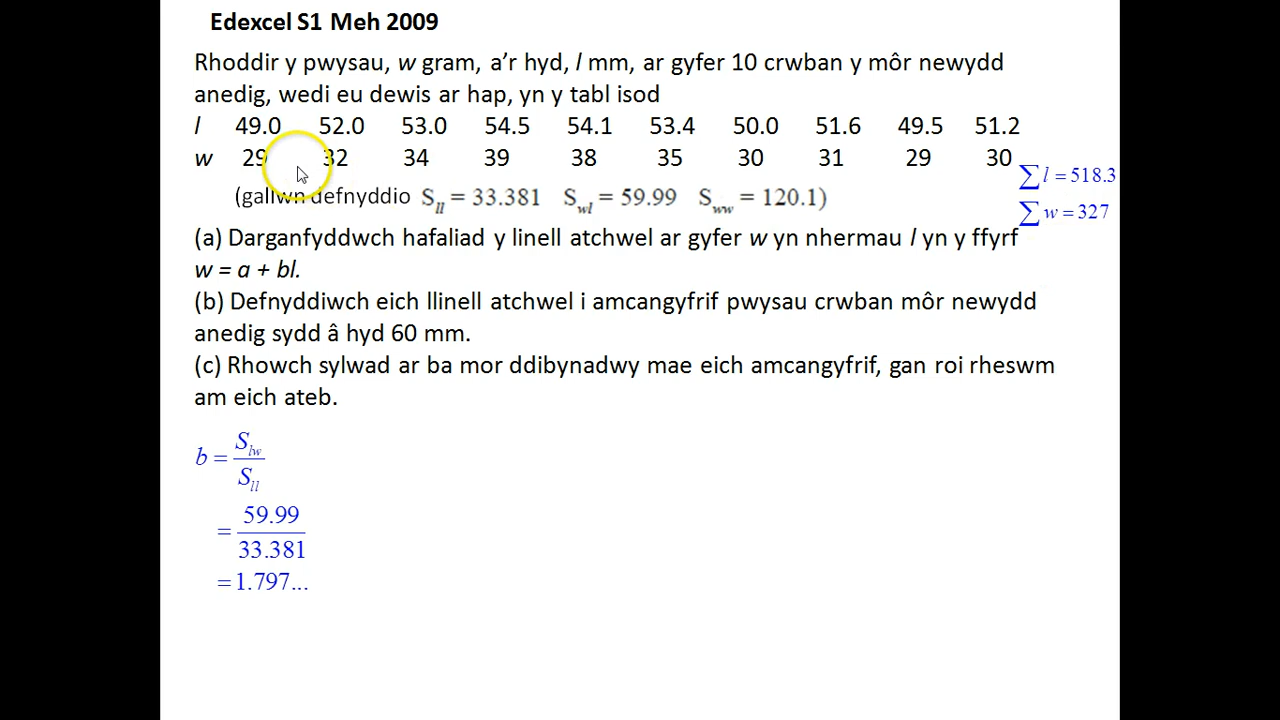 Edexcel S1 Meh 2009
Rhoddir y pwysau, w gram, a'r hyd, l mm, ar gyfer 10 crwban y môr newydd
anedig, wedi eu dewis ar hap, yn y tabl isod
l 49.0 52.0 53.0 54.5 54.1 53.4 50.0 51.6 49.5 51.2
w 29 32 34 39 38 35 30 31 29 30
∑ l = 518.3
(gallwn defnyddio S_ll = 33.381 S_wl = 59.99 S_ww = 120.1)
∑ w = 327
(a) Darganfyddwch hafaliad y linell atchwel ar gyfer w yn nhermau l yn y ffyrf
w = a + bl.
(b) Defnyddiwch eich llinell atchwel i amcangyfrif pwysau crwban môr newydd
anedig sydd â hyd 60 mm.
(c) Rhowch sylwad ar ba mor ddibynadwy mae eich amcangyfrif, gan roi rheswm
am eich ateb.
b = S_lw / S_ll
= 59.99 / 33.381
= 1.797...